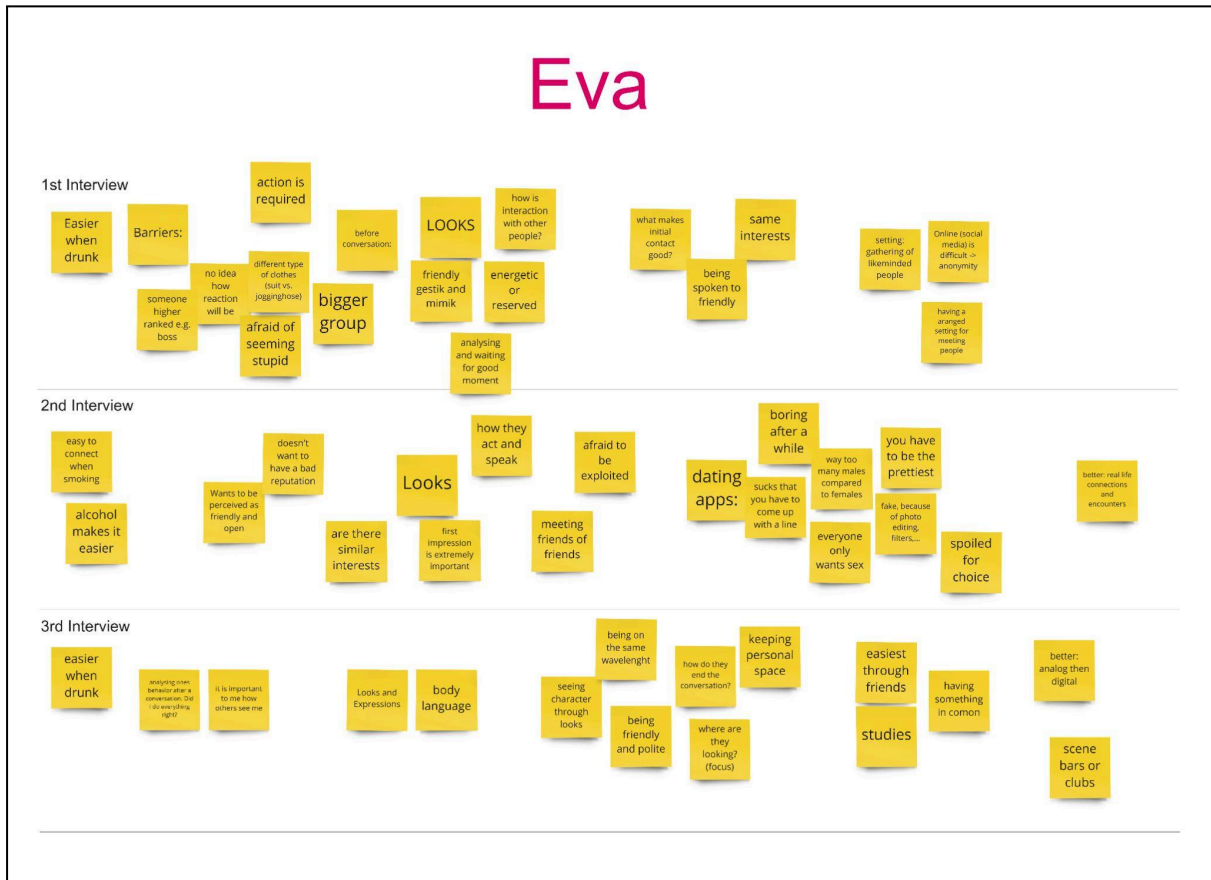 Eva
1st Interview
Easier
when
drunk
Barriers:
someone
higher
ranked e.g.
boss
no idea
how
reaction
will be
action is
required
different type
of clothes
(suit vs.
jogginghose)
afraid of
seeming
stupid
bigger
group
before
conversation:
LOOKS
friendly
gestik and
mimik
how is
interaction
with other
people?
energetic
or
reserved
analysing
and waiting
for good
moment
what makes
initial
contact
good?
being
spoken to
friendly
same
interests
setting:
gathering of
likeminded
people
Online (social
media) is
difficult ->
anonymity
having a
aranged
setting for
meeting
people
2nd Interview
easy to
connect
when
smoking
alcohol
makes it
easier
Wants to be
perceived as
friendly and
open
doesn't
want to
have a bad
reputation
are there
similar
interests
Looks
first
impression
is extremely
important
how they
act and
speak
meeting
friends of
friends
afraid to
be
exploited
dating
apps:
boring
after a
while
sucks that
you have to
come up
with a line
way too
many males
compared
to females
everyone
only
wants sex
you have
to be the
prettiest
fake, because
of photo
editing,
filters,...
spoiled
for
choice
better: real life
connections
and
encounters
3rd Interview
easier
when
drunk
analysing ones
behavior after a
conversation. Did
I do everything
right?
it is important
to me how
others see me
Looks and
Expressions
body
language
seeing
character
through
looks
being on
the same
wavelenght
being
friendly
and polite
how do they
end the
conversation?
where are
they
looking?
(focus)
keeping
personal
space
easiest
through
friends
studies
having
something
in comon
better:
analog then
digital
scene
bars or
clubs